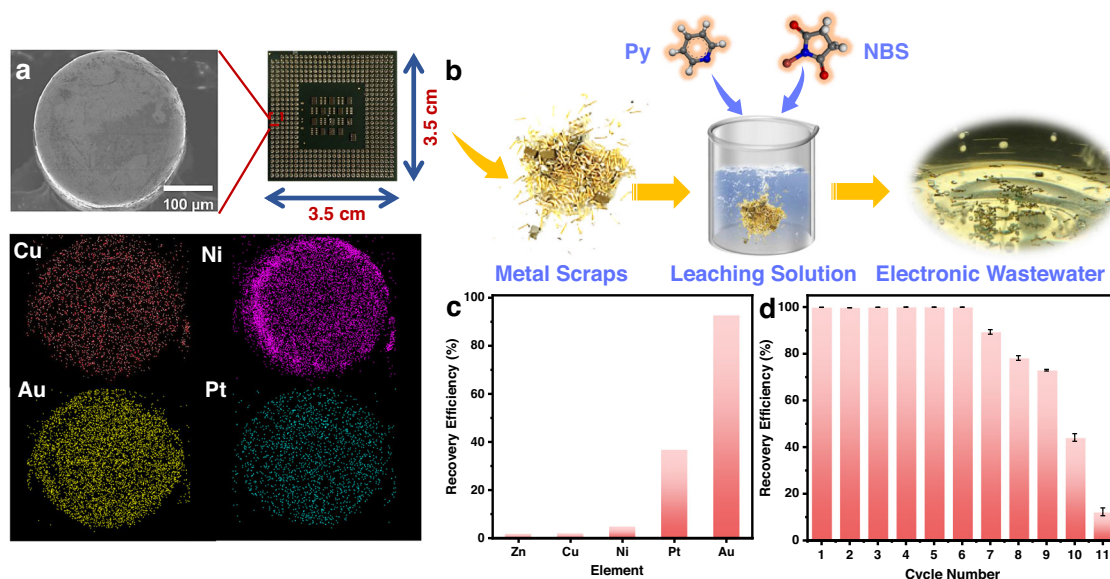 a
100 μm
3.5 cm
3.5 cm
Cu
Ni
Au
Pt
b
Py
NBS
Metal Scraps
Leaching Solution
Electronic Wastewater
c
Recovery Efficiency (%)
100
80
60
40
20
0
Zn
Cu
Ni
Pt
Au
Element
d
Recovery Efficiency (%)
100
80
60
40
20
0
1
2
3
4
5
6
7
8
9
10
11
Cycle Number